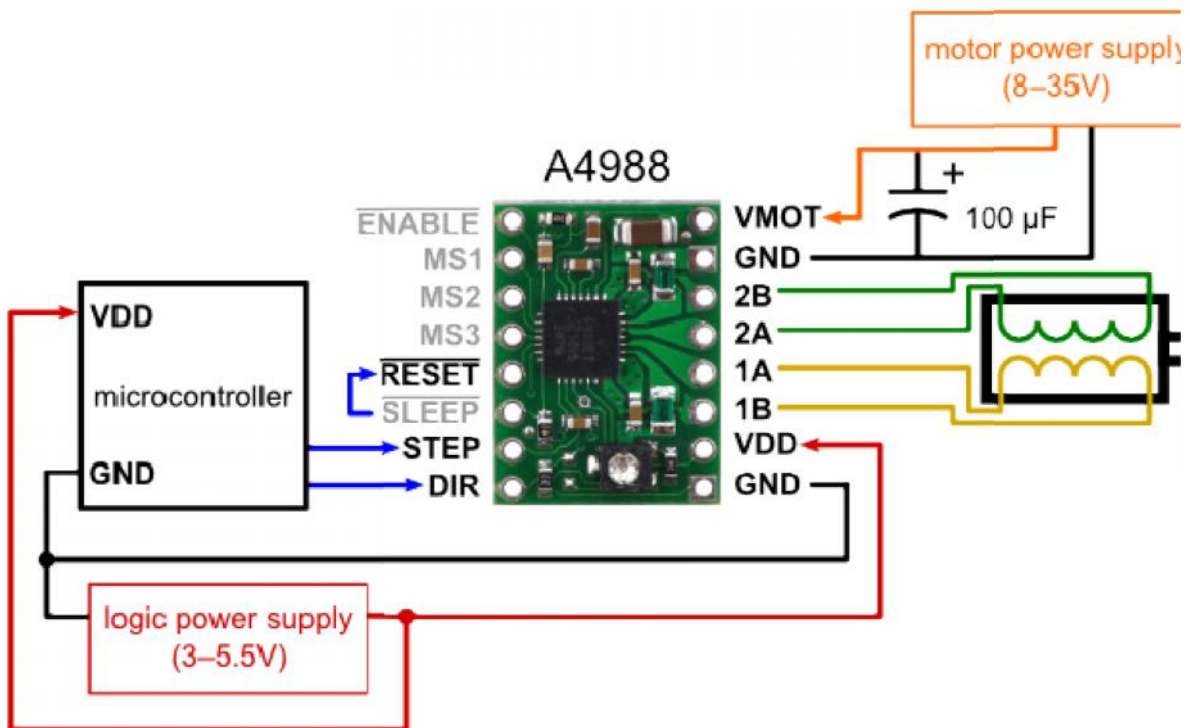 motor power supply
(8–35V)
A4988
ENABLE
MS1
MS2
MS3
RESET
SLEEP
STEP
DIR
VMOT
GND
2B
2A
1A
1B
VDD
GND
+
100 µF
VDD
microcontroller
GND
logic power supply
(3–5.5V)